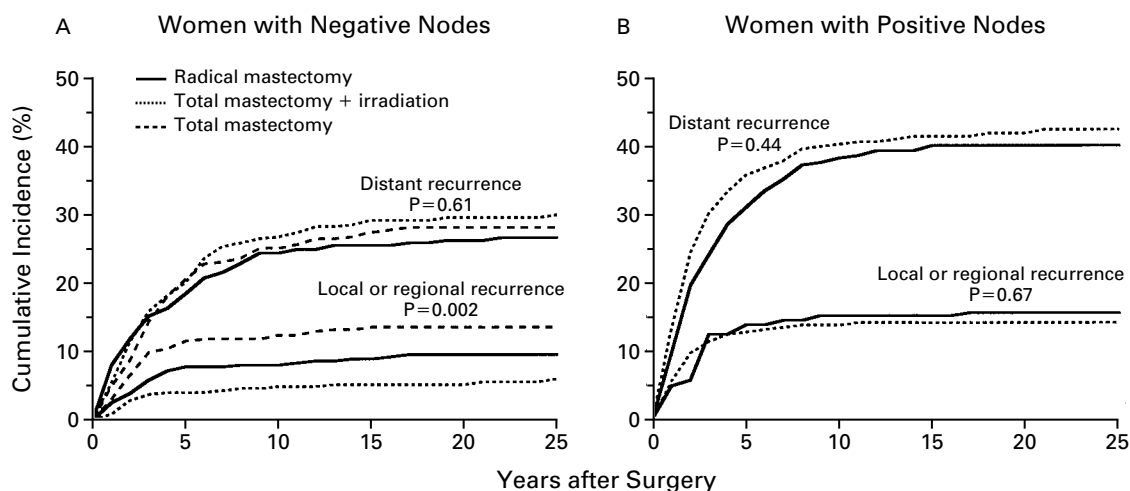 A Women with Negative Nodes
B Women with Positive Nodes
Radical mastectomy
Total mastectomy + irradiation
Total mastectomy
Distant recurrence
P=0.61
Local or regional recurrence
P=0.002
Distant recurrence
P=0.44
Local or regional recurrence
P=0.67
Cumulative Incidence (%)
50
40
30
20
10
0
0 5 10 15 20 25
50
40
30
20
10
0
0 5 10 15 20 25
Years after Surgery